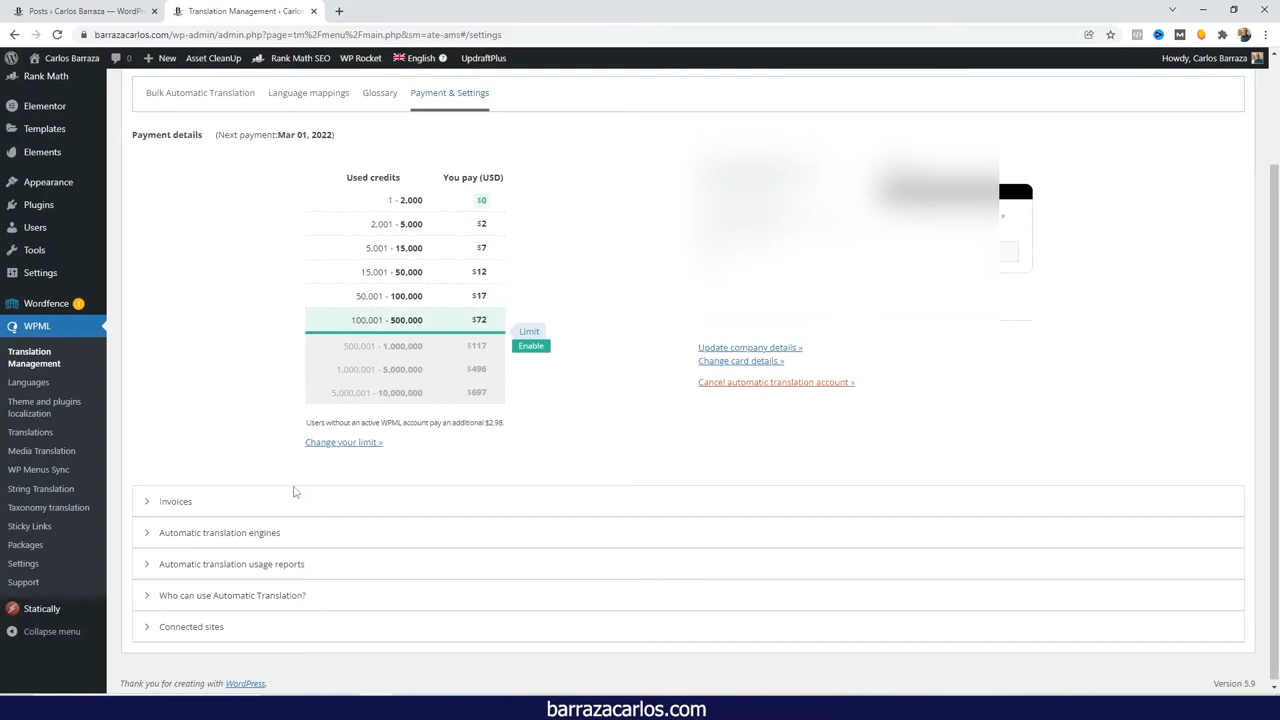 Posts ‹ Carlos Barraza — WordPr
Translation Management ‹ Carlos
barrazacarlos.com/wp-admin/admin.php?page=tm%2Fmenu%2Fmain.php&sm=ate-ams#/settings
Carlos Barraza
0
New
Asset CleanUp
Rank Math SEO
WP Rocket
English
UpdraftPlus
Howdy, Carlos Barraza
Rank Math
Elementor
Templates
Elements
Appearance
Plugins
Users
Tools
Settings
Wordfence 1
WPML
Translation
Management
Languages
Theme and plugins
localization
Translations
Media Translation
WP Menus Sync
String Translation
Taxonomy translation
Sticky Links
Packages
Settings
Support
Statically
Collapse menu
Bulk Automatic Translation
Language mappings
Glossary
Payment & Settings
Payment details (Next payment:Mar 01, 2022)
Used credits You pay (USD)
1 - 2,000 $0
2,001 - 5,000 $2
5,001 - 15,000 $7
15,001 - 50,000 $12
50,001 - 100,000 $17
100,001 - 500,000 $72
Limit
Enable
500,001 - 1,000,000 $117
1,000,001 - 5,000,000 $496
5,000,001 - 10,000,000 $697
Users without an active WPML account pay an additional $2.98.
Change your limit »
Update company details »
Change card details »
Cancel automatic translation account »
Invoices
Automatic translation engines
Automatic translation usage reports
Who can use Automatic Translation?
Connected sites
Thank you for creating with WordPress.
Version 5.9
barrazacarlos.com